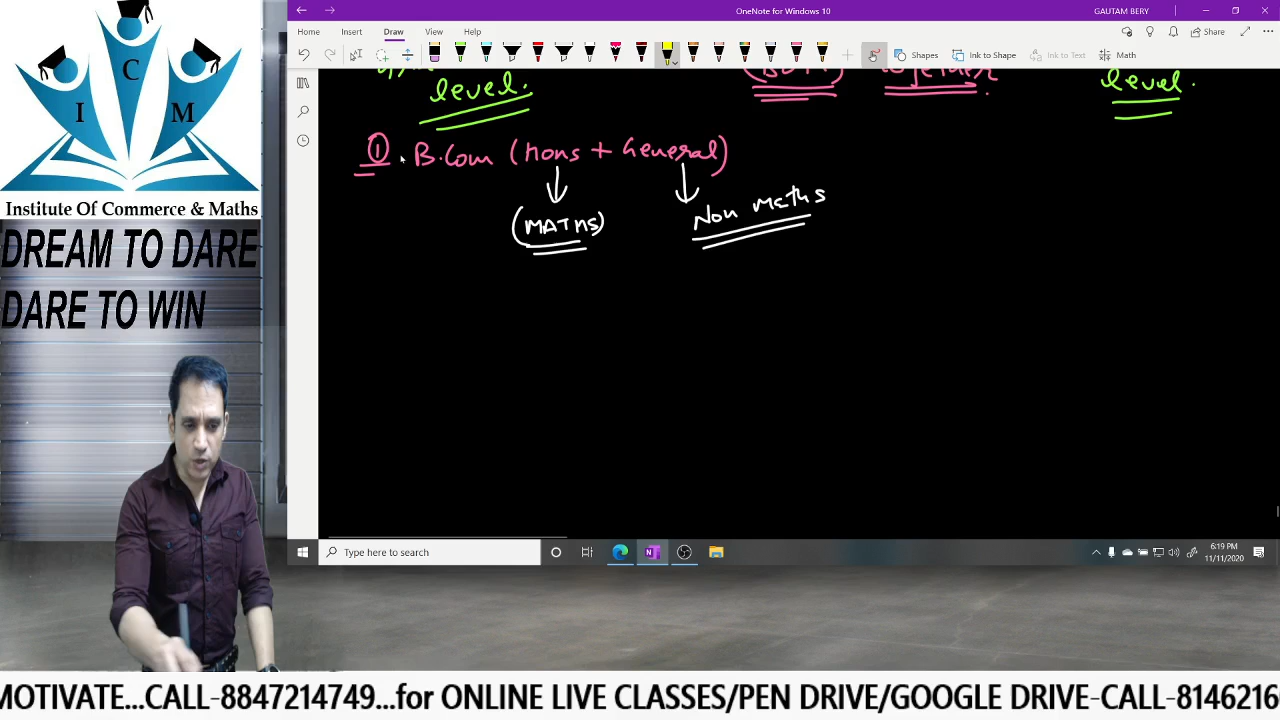 OneNote for Windows 10
GAUTAM BERY
Home Insert Draw View Help
Share
Shapes Ink to Shape Ink to Text Math
C
I M
Institute Of Commerce & Maths
DREAM TO DARE
DARE TO WIN
level.
level.
① . B.Com (Hons + General)
(MATHS)
Non Maths
Type here to search
6:19 PM
11/11/2020
MOTIVATE...CALL-8847214749...for ONLINE LIVE CLASSES/PEN DRIVE/GOOGLE DRIVE-CALL-8146216